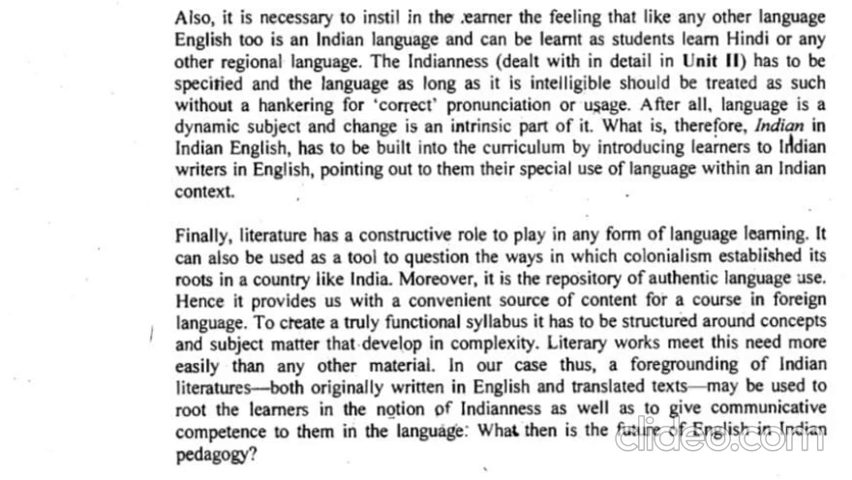 Also, it is necessary to instil in the learner the feeling that like any other language
English too is an Indian language and can be learnt as students learn Hindi or any
other regional language. The Indianness (dealt with in detail in Unit II) has to be
specified and the language as long as it is intelligible should be treated as such
without a hankering for 'correct' pronunciation or usage. After all, language is a
dynamic subject and change is an intrinsic part of it. What is, therefore, Indian in
Indian English, has to be built into the curriculum by introducing learners to Indian
writers in English, pointing out to them their special use of language within an Indian
context.
Finally, literature has a constructive role to play in any form of language learning. It
can also be used as a tool to question the ways in which colonialism established its
roots in a country like India. Moreover, it is the repository of authentic language use.
Hence it provides us with a convenient source of content for a course in foreign
language. To create a truly functional syllabus it has to be structured around concepts
and subject matter that develop in complexity. Literary works meet this need more
easily than any other material. In our case thus, a foregrounding of Indian
literatures—both originally written in English and translated texts—may be used to
root the learners in the notion of Indianness as well as to give communicative
competence to them in the language: What then is the future of English in Indian
pedagogy?
clideo.com